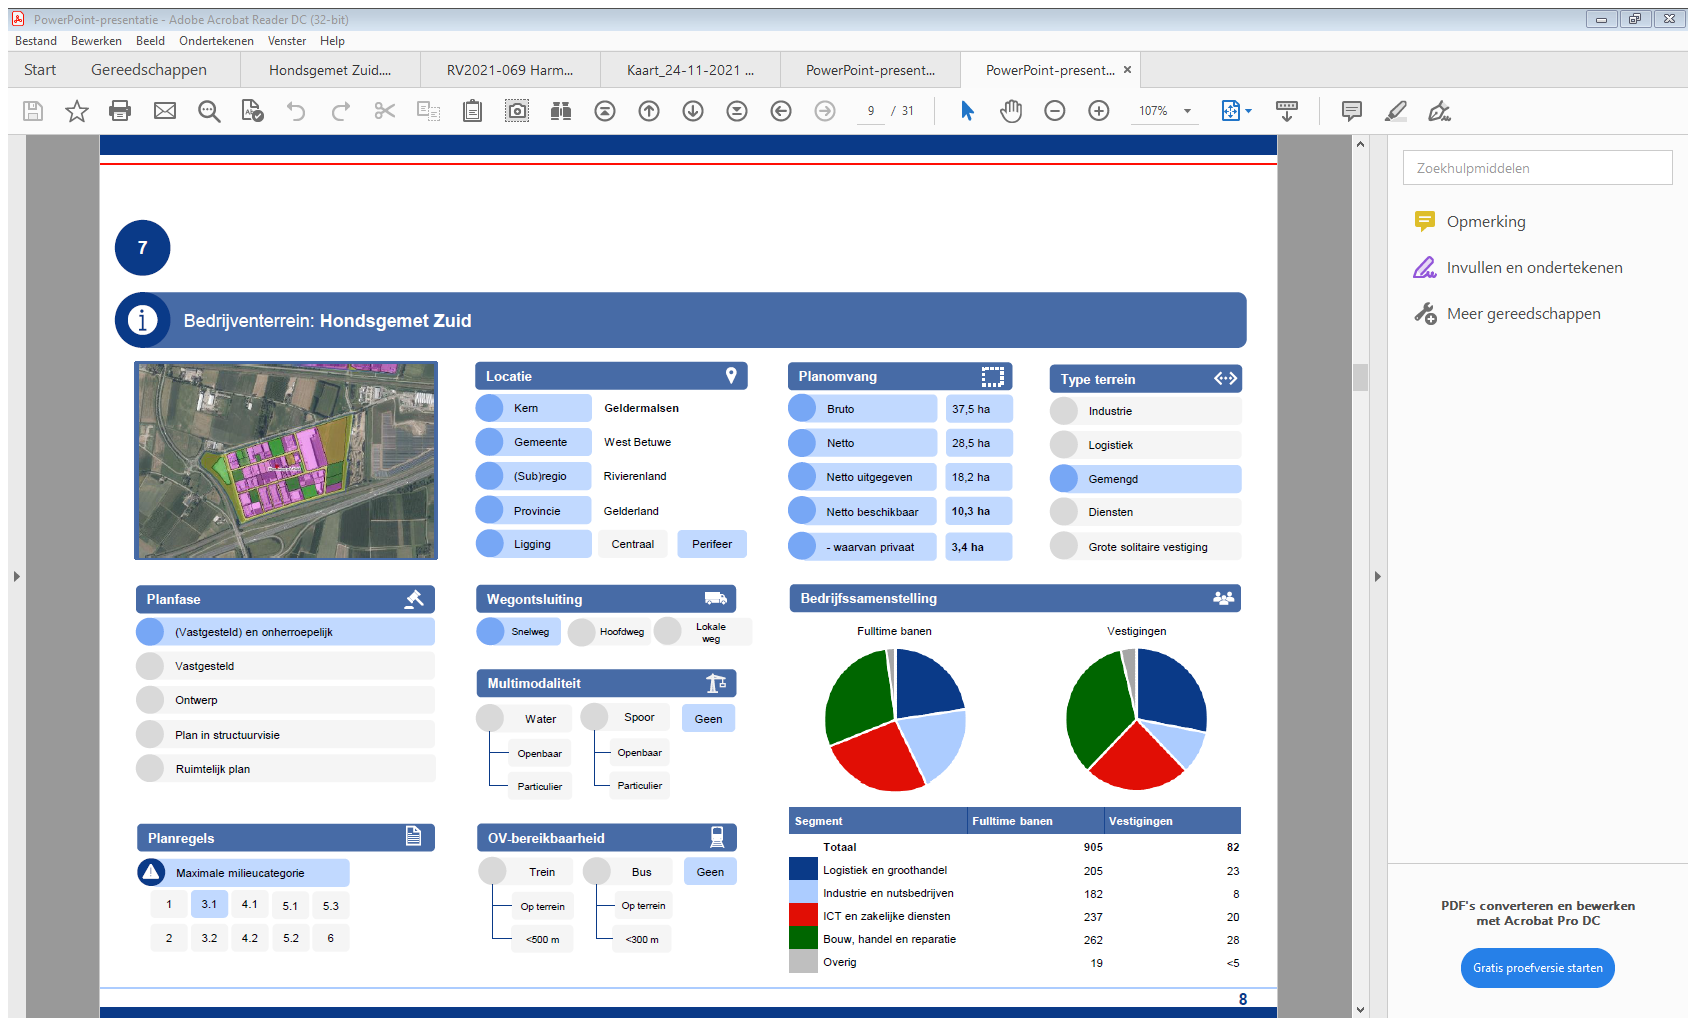 PowerPoint-presentatie - Adobe Acrobat Reader DC (32-bit)
Bestand Bewerken Beeld Ondertekenen Venster Help
Start Gereedschappen Hondsgemet Zuid.... RV2021-069 Harm... Kaart_24-11-2021 ... PowerPoint-present... PowerPoint-present... ×
9 / 31 107%
Zoekhulpmiddelen
Opmerking
Invullen en ondertekenen
Meer gereedschappen
7
Bedrijventerrein: Hondsgemet Zuid
Locatie
Kern Geldermalsen
Gemeente West Betuwe
(Sub)regio Rivierenland
Provincie Gelderland
Ligging Centraal Perifeer
Planomvang
Bruto 37,5 ha
Netto 28,5 ha
Netto uitgegeven 18,2 ha
Netto beschikbaar 10,3 ha
- waarvan privaat 3,4 ha
Type terrein
Industrie
Logistiek
Gemengd
Diensten
Grote solitaire vestiging
Planfase
(Vastgesteld) en onherroepelijk
Vastgesteld
Ontwerp
Plan in structuurvisie
Ruimtelijk plan
Wegontsluiting
Snelweg Hoofdweg Lokale
weg
Multimodaliteit
Water Spoor Geen
Openbaar Openbaar
Particulier Particulier
Bedrijfssamenstelling
Fulltime banen Vestigingen
Planregels
Maximale milieucategorie
1 3.1 4.1 5.1 5.3
2 3.2 4.2 5.2 6
OV-bereikbaarheid
Trein Bus Geen
Op terrein Op terrein
<500 m <300 m
Segment Fulltime banen Vestigingen
Totaal 905 82
Logistiek en groothandel 205 23
Industrie en nutsbedrijven 182 8
ICT en zakelijke diensten 237 20
Bouw, handel en reparatie 262 28
Overig 19 <5
8
PDF's converteren en bewerken
met Acrobat Pro DC
Gratis proefversie starten